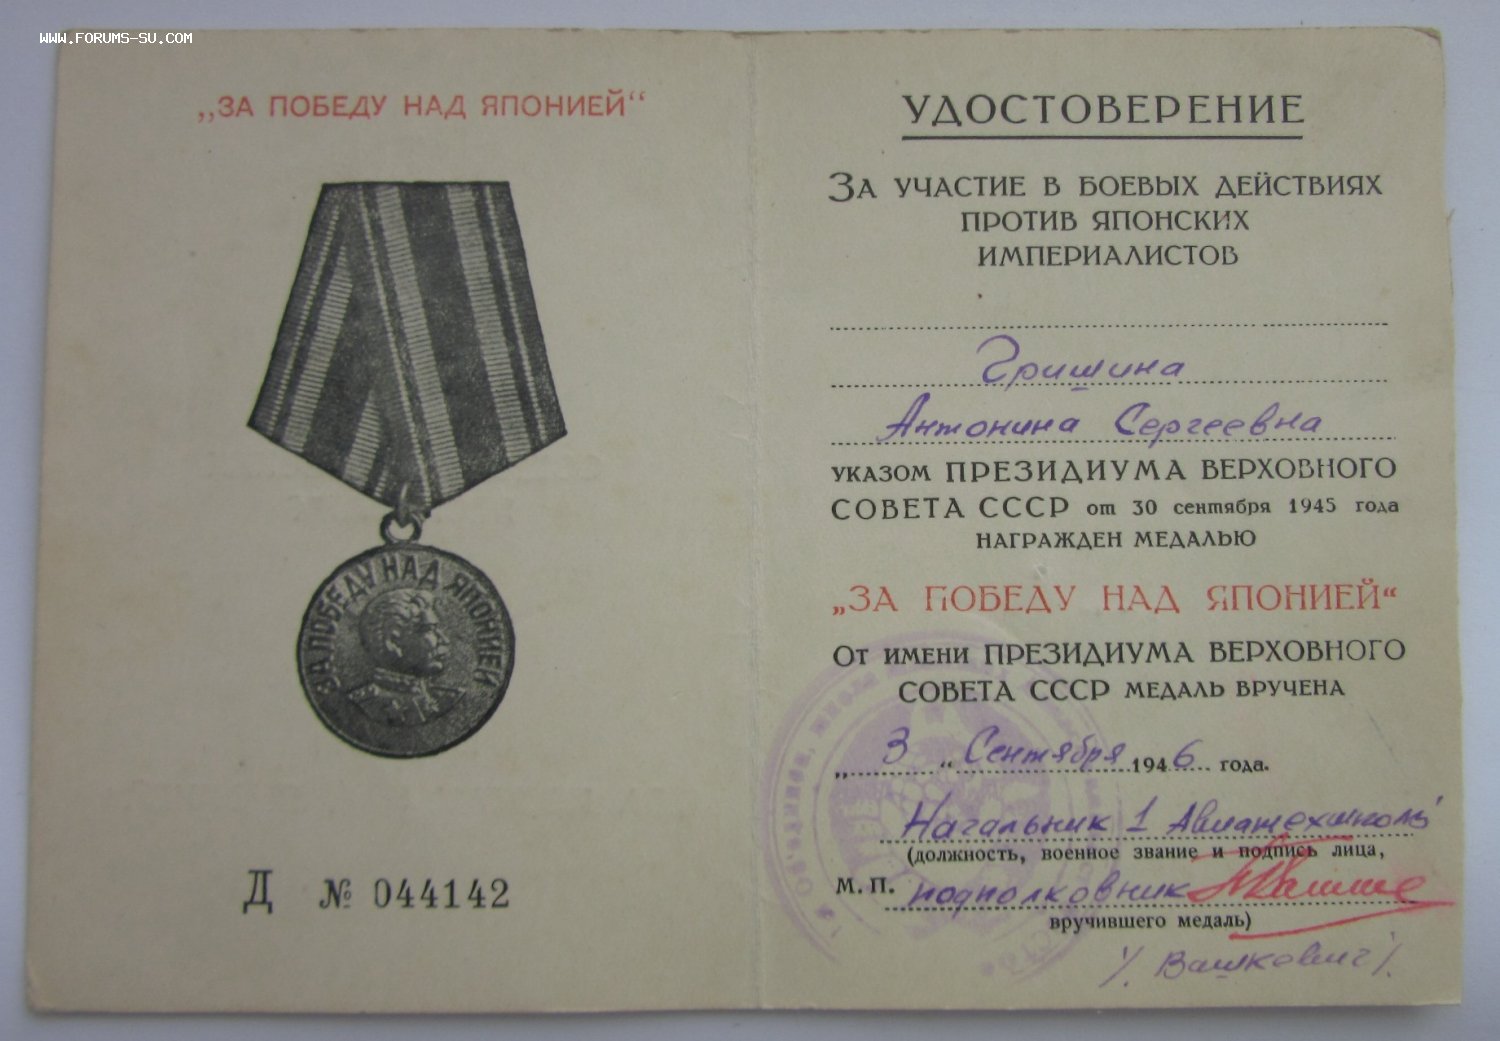 www.forums-su.com
„ЗА ПОБЕДУ НАД ЯПОНИЕЙ“
ЗА ПОБЕДУ НАД ЯПОНИЕЙ
Д № 044142
УДОСТОВЕРЕНИЕ
ЗА УЧАСТИЕ В БОЕВЫХ ДЕЙСТВИЯХ
ПРОТИВ ЯПОНСКИХ
ИМПЕРИАЛИСТОВ
Гришина
Антонина Сергеевна
УКАЗОМ ПРЕЗИДИУМА ВЕРХОВНОГО
СОВЕТА СССР от 30 сентября 1945 года
НАГРАЖДЕН МЕДАЛЬЮ
„ЗА ПОБЕДУ НАД ЯПОНИЕЙ“
ОТ ИМЕНИ ПРЕЗИДИУМА ВЕРХОВНОГО
СОВЕТА СССР МЕДАЛЬ ВРУЧЕНА
„3“ Сентября 1946 года.
Начальник 1
(должность, военное звание и подпись лица,
М. П. подполковник
вручившего медаль)
/. Вашкевич /.